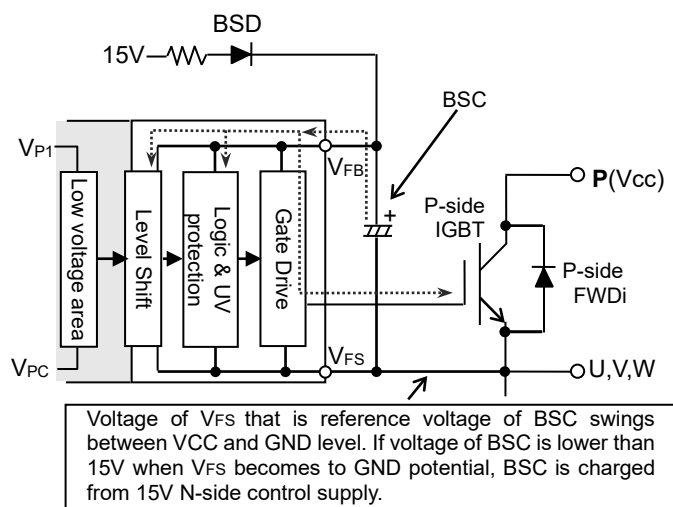 BSD
15V
BSC
VP1
VFB
P(Vcc)
Low voltage area
Level Shift
Logic & UV
protection
Gate Drive
+
P-side
IGBT
P-side
FWDi
VPC
VFS
U,V,W
Voltage of VFS that is reference voltage of BSC swings
between VCC and GND level. If voltage of BSC is lower than
15V when VFS becomes to GND potential, BSC is charged
from 15V N-side control supply.